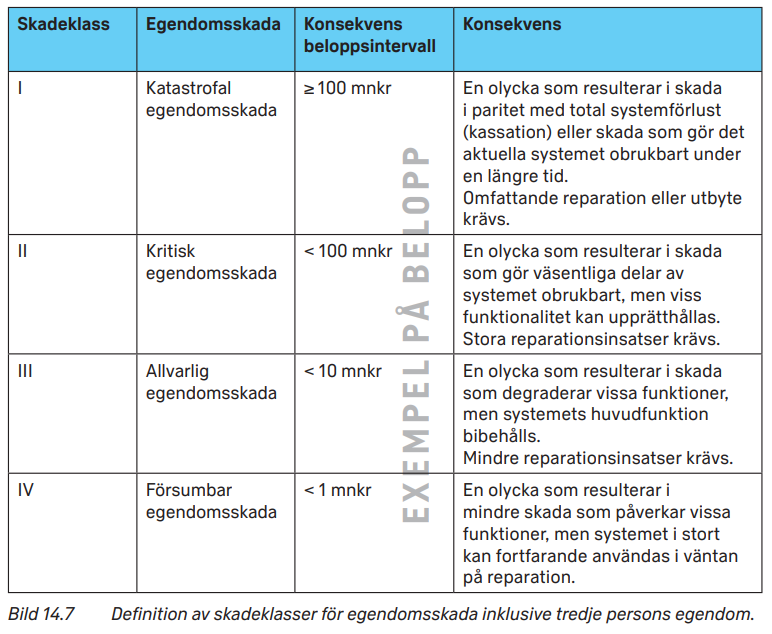 Skadeklass
Egendomsskada
Konsekvens
beloppsintervall
Konsekvens
I
Katastrofal
egendomsskada
≥ 100 mnkr
En olycka som resulterar i skada
i paritet med total systemförlust
(kassation) eller skada som gör det
aktuella systemet obrukbart under
en längre tid.
Omfattande reparation eller utbyte
krävs.
II
Kritisk
egendomsskada
< 100 mnkr
En olycka som resulterar i skada
som gör väsentliga delar av
systemet obrukbart, men viss
funktionalitet kan upprätthållas.
Stora reparationsinsatser krävs.
III
Allvarlig
egendomsskada
< 10 mnkr
En olycka som resulterar i skada
som degraderar vissa funktioner,
men systemets huvudfunktion
bibehålls.
Mindre reparationsinsatser krävs.
IV
Försumbar
egendomsskada
< 1 mnkr
En olycka som resulterar i
mindre skada som påverkar vissa
funktioner, men systemet i stort
kan fortfarande användas i väntan
på reparation.
EXEMPEL PÅ BELOPP
Bild 14.7 Definition av skadeklasser för egendomsskada inklusive tredje persons egendom.